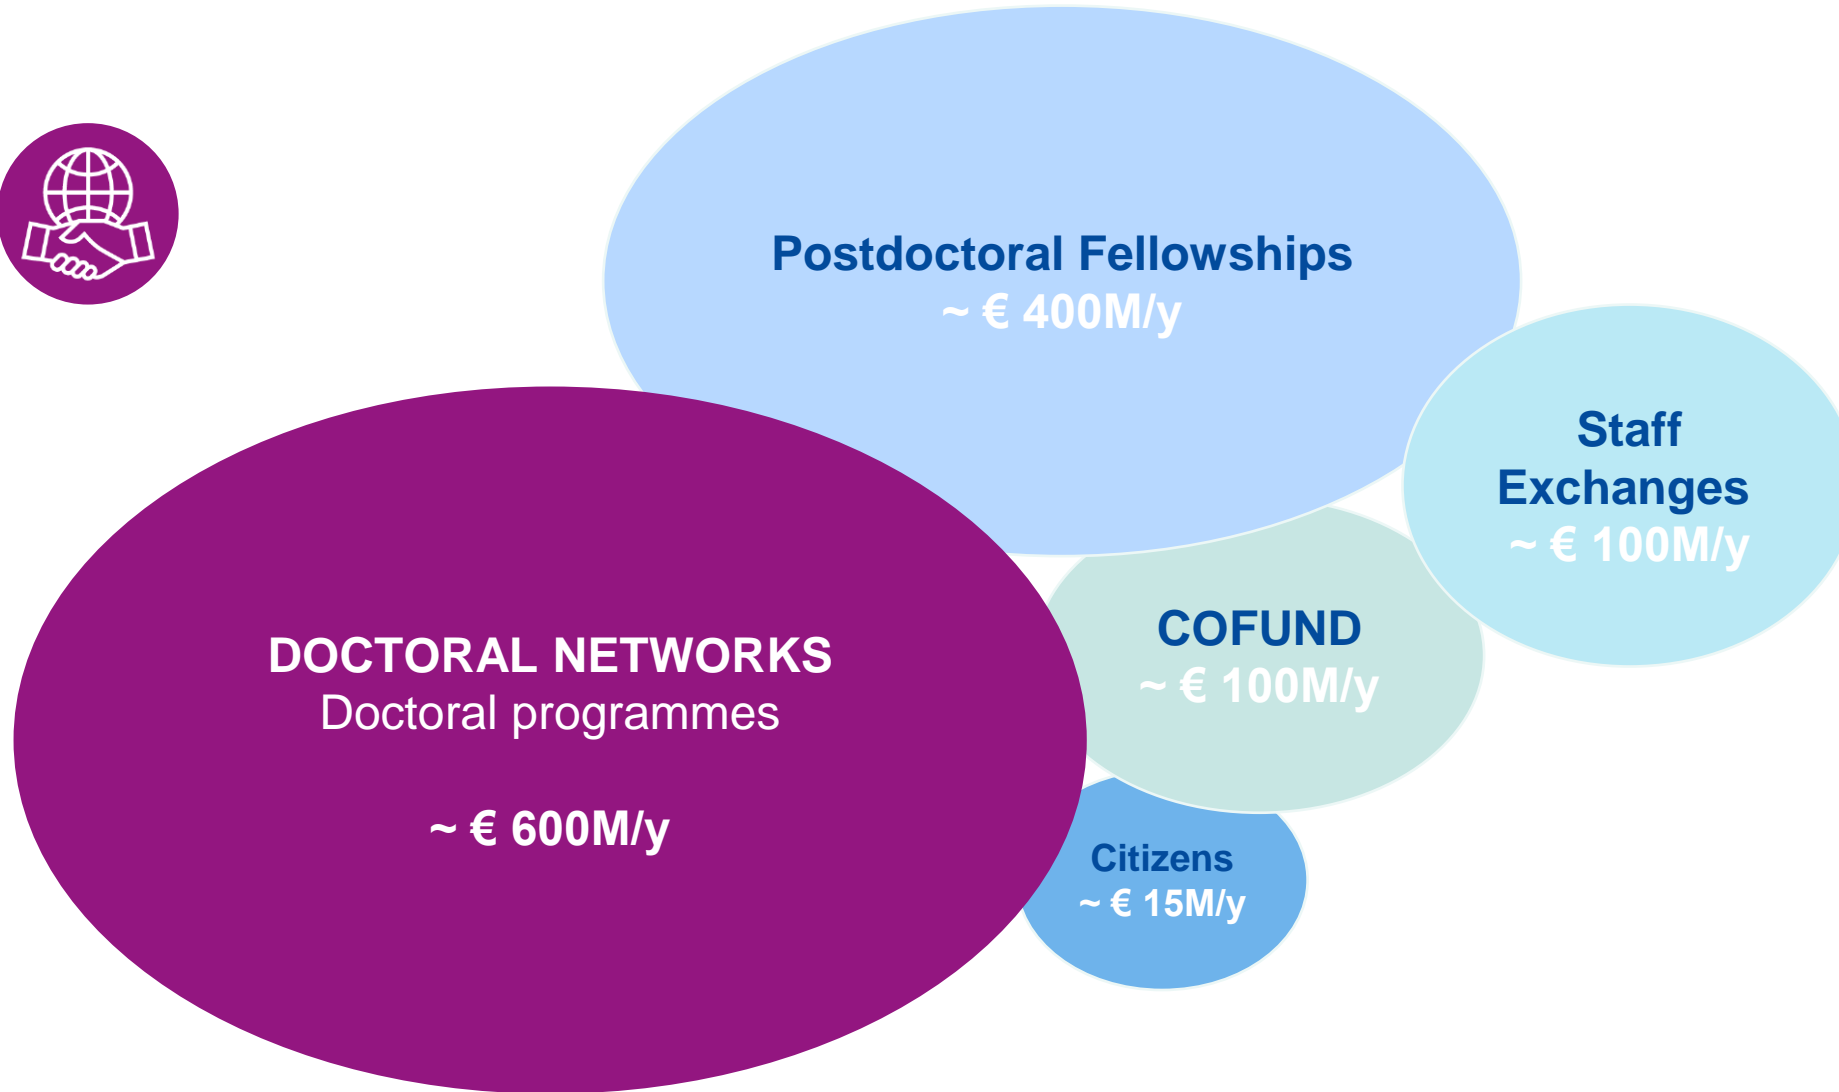 Postdoctoral Fellowships
~ € 400M/y
Staff
Exchanges
~ € 100M/y
COFUND
~ € 100M/y
DOCTORAL NETWORKS
Doctoral programmes
~ € 600M/y
Citizens
~ € 15M/y